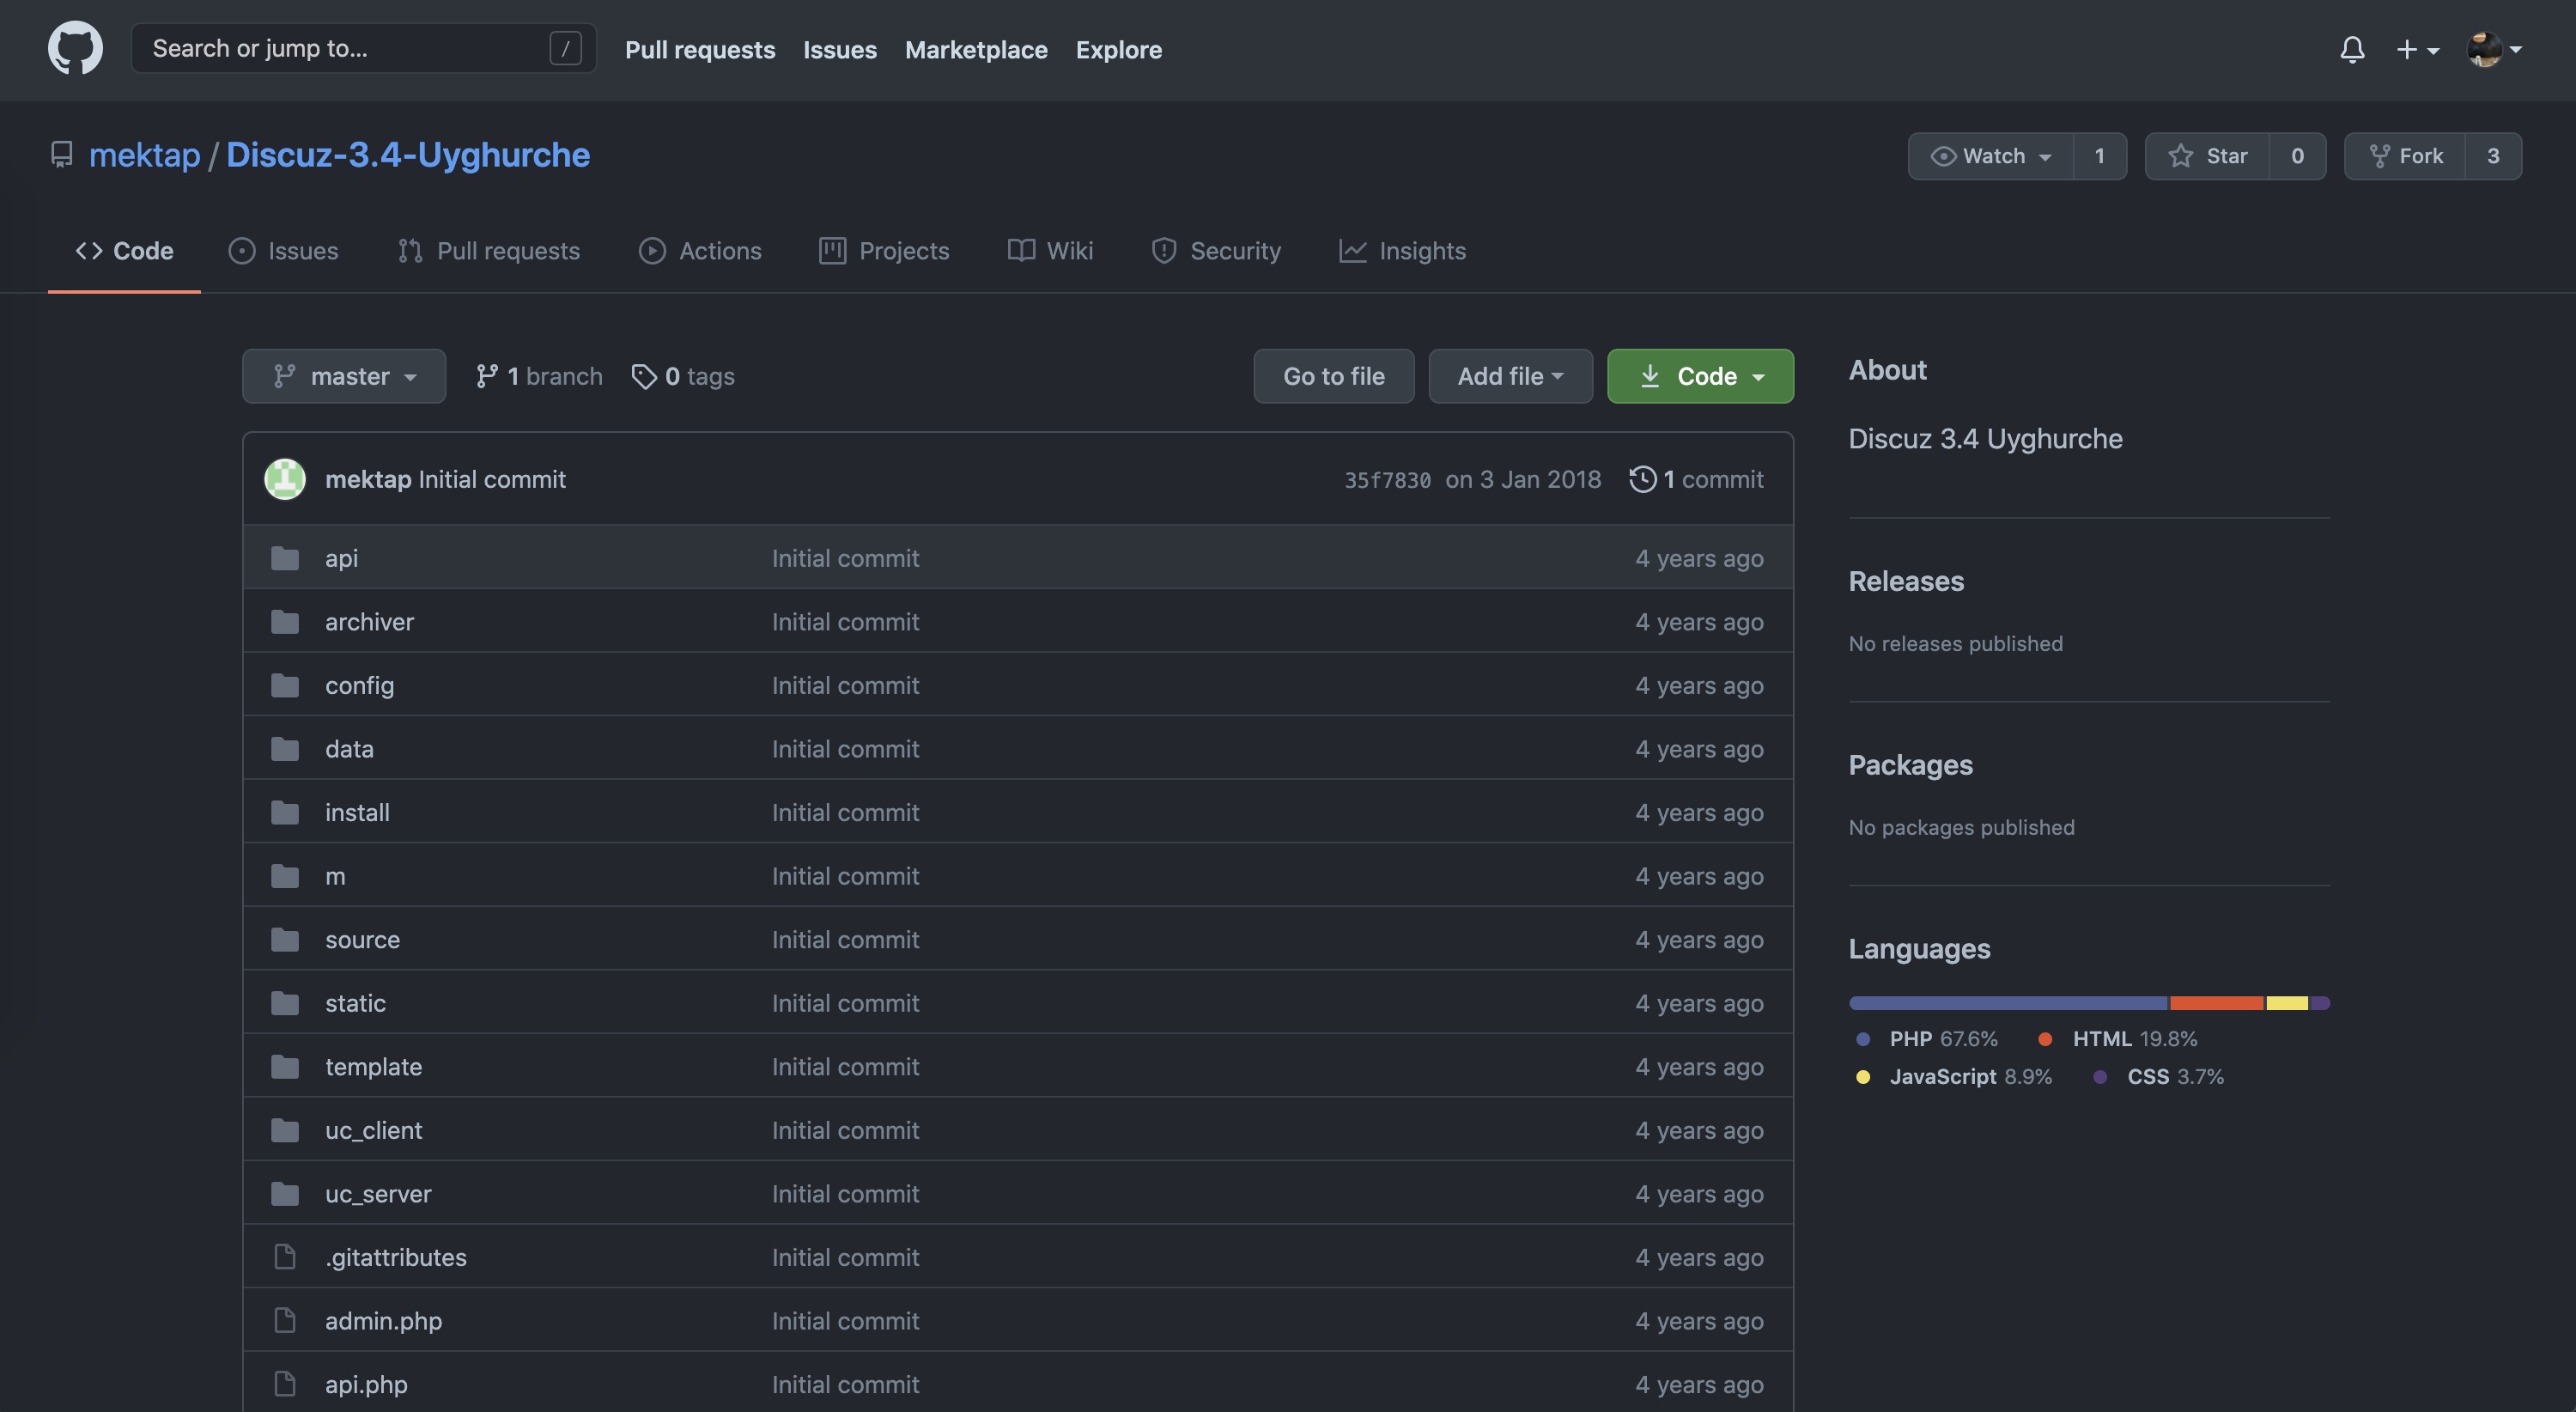 Search or jump to... / Pull requests Issues Marketplace Explore
mektap / Discuz-3.4-Uyghurche Watch 1 Star 0 Fork 3
Code Issues Pull requests Actions Projects Wiki Security Insights
master 1 branch 0 tags Go to file Add file Code
mektap Initial commit 35f7830 on 3 Jan 2018 1 commit
api Initial commit 4 years ago
archiver Initial commit 4 years ago
config Initial commit 4 years ago
data Initial commit 4 years ago
install Initial commit 4 years ago
m Initial commit 4 years ago
source Initial commit 4 years ago
static Initial commit 4 years ago
template Initial commit 4 years ago
uc_client Initial commit 4 years ago
uc_server Initial commit 4 years ago
.gitattributes Initial commit 4 years ago
admin.php Initial commit 4 years ago
api.php Initial commit 4 years ago
About
Discuz 3.4 Uyghurche
Releases
No releases published
Packages
No packages published
Languages
PHP 67.6% HTML 19.8%
JavaScript 8.9% CSS 3.7%